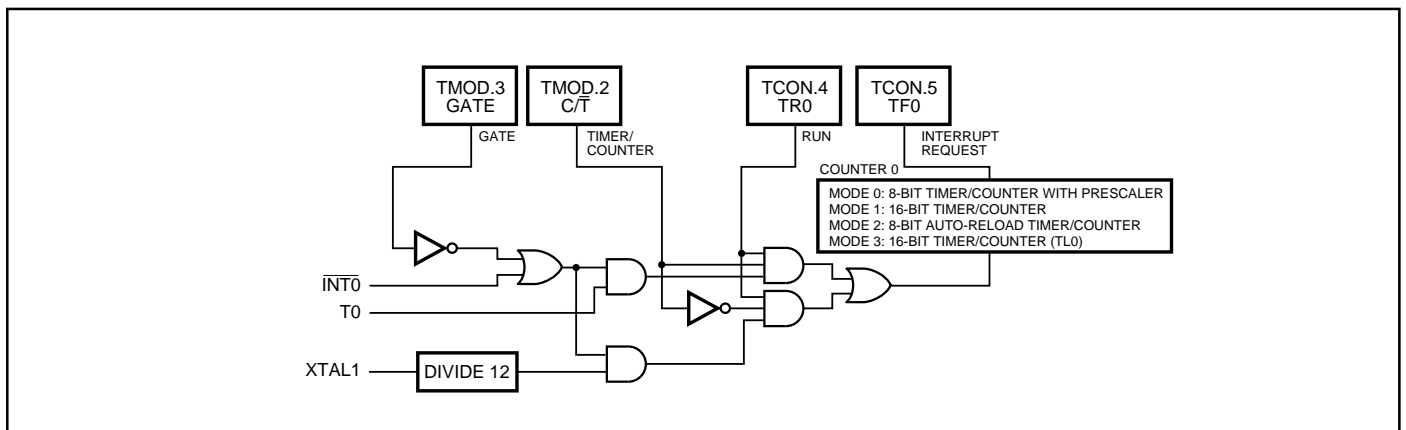 TMOD.3
GATE
TMOD.2
C/T̅
TCON.4
TR0
TCON.5
TF0
GATE
TIMER/
COUNTER
RUN
INTERRUPT
REQUEST
COUNTER 0
MODE 0: 8-BIT TIMER/COUNTER WITH PRESCALER
MODE 1: 16-BIT TIMER/COUNTER
MODE 2: 8-BIT AUTO-RELOAD TIMER/COUNTER
MODE 3: 16-BIT TIMER/COUNTER (TL0)
I̅N̅T̅0̅
T0
XTAL1
DIVIDE 12